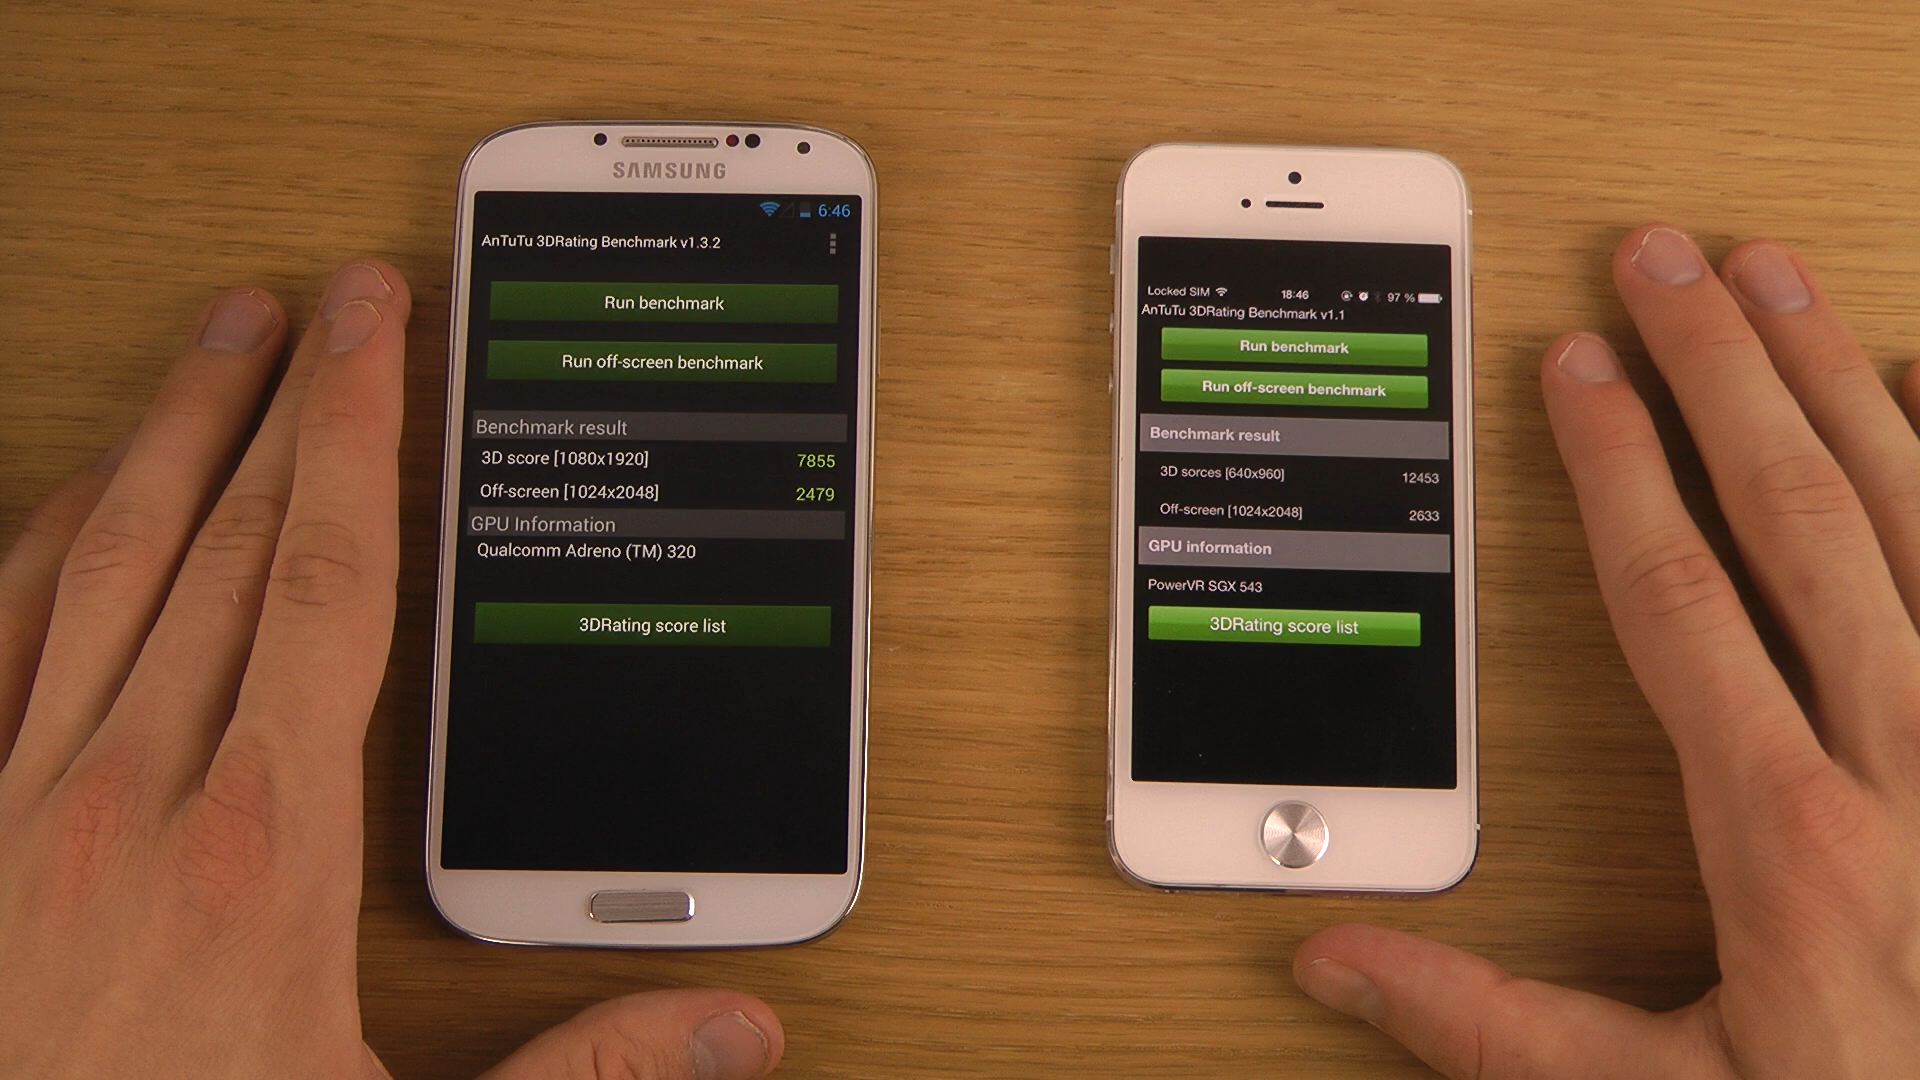 SAMSUNG
6:46
AnTuTu 3DRating Benchmark v1.3.2
Run benchmark
Run off-screen benchmark
Benchmark result
3D score [1080x1920] 7855
Off-screen [1024x2048] 2479
GPU Information
Qualcomm Adreno (TM) 320
3DRating score list
Locked SIM 18:46 97 %
AnTuTu 3DRating Benchmark v1.1
Run benchmark
Run off-screen benchmark
Benchmark result
3D sorces [640x960] 12453
Off-screen [1024x2048] 2633
GPU information
PowerVR SGX 543
3DRating score list